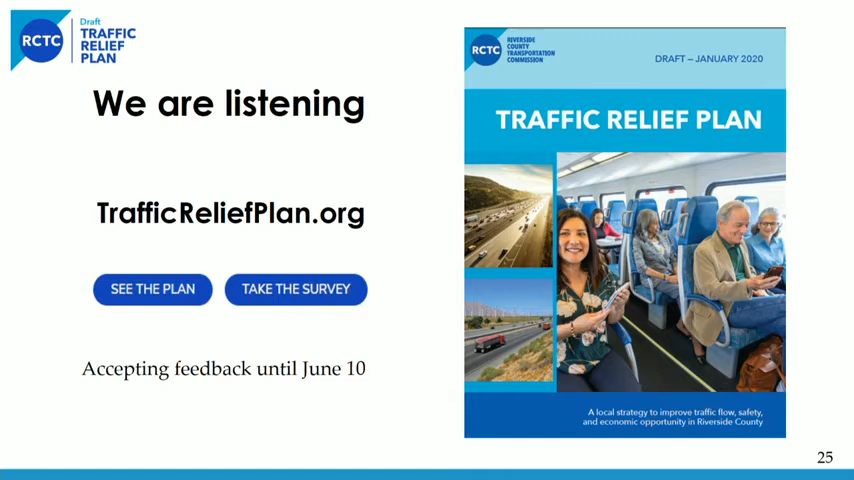 RCTC
Draft
TRAFFIC
RELIEF
PLAN
We are listening
TrafficReliefPlan.org
SEE THE PLAN
TAKE THE SURVEY
Accepting feedback until June 10
RCTC
RIVERSIDE
COUNTY
TRANSPORTATION
COMMISSION
DRAFT – JANUARY 2020
TRAFFIC RELIEF PLAN
A local strategy to improve traffic flow, safety,
and economic opportunity in Riverside County
25